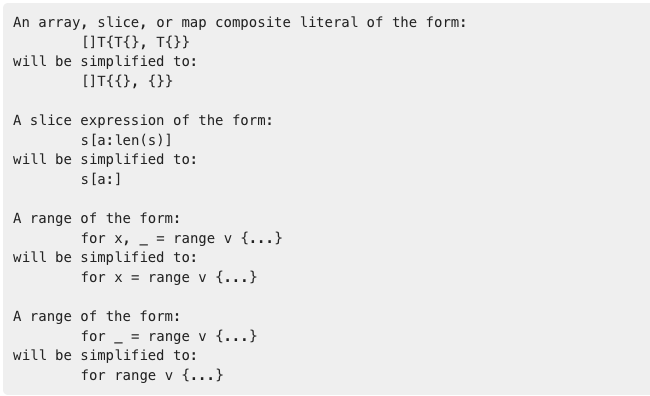 An array, slice, or map composite literal of the form:
        []T{T{}, T{}}
will be simplified to:
        []T{{}, {}}

A slice expression of the form:
        s[a:len(s)]
will be simplified to:
        s[a:]

A range of the form:
        for x, _ = range v {...}
will be simplified to:
        for x = range v {...}

A range of the form:
        for _ = range v {...}
will be simplified to:
        for range v {...}